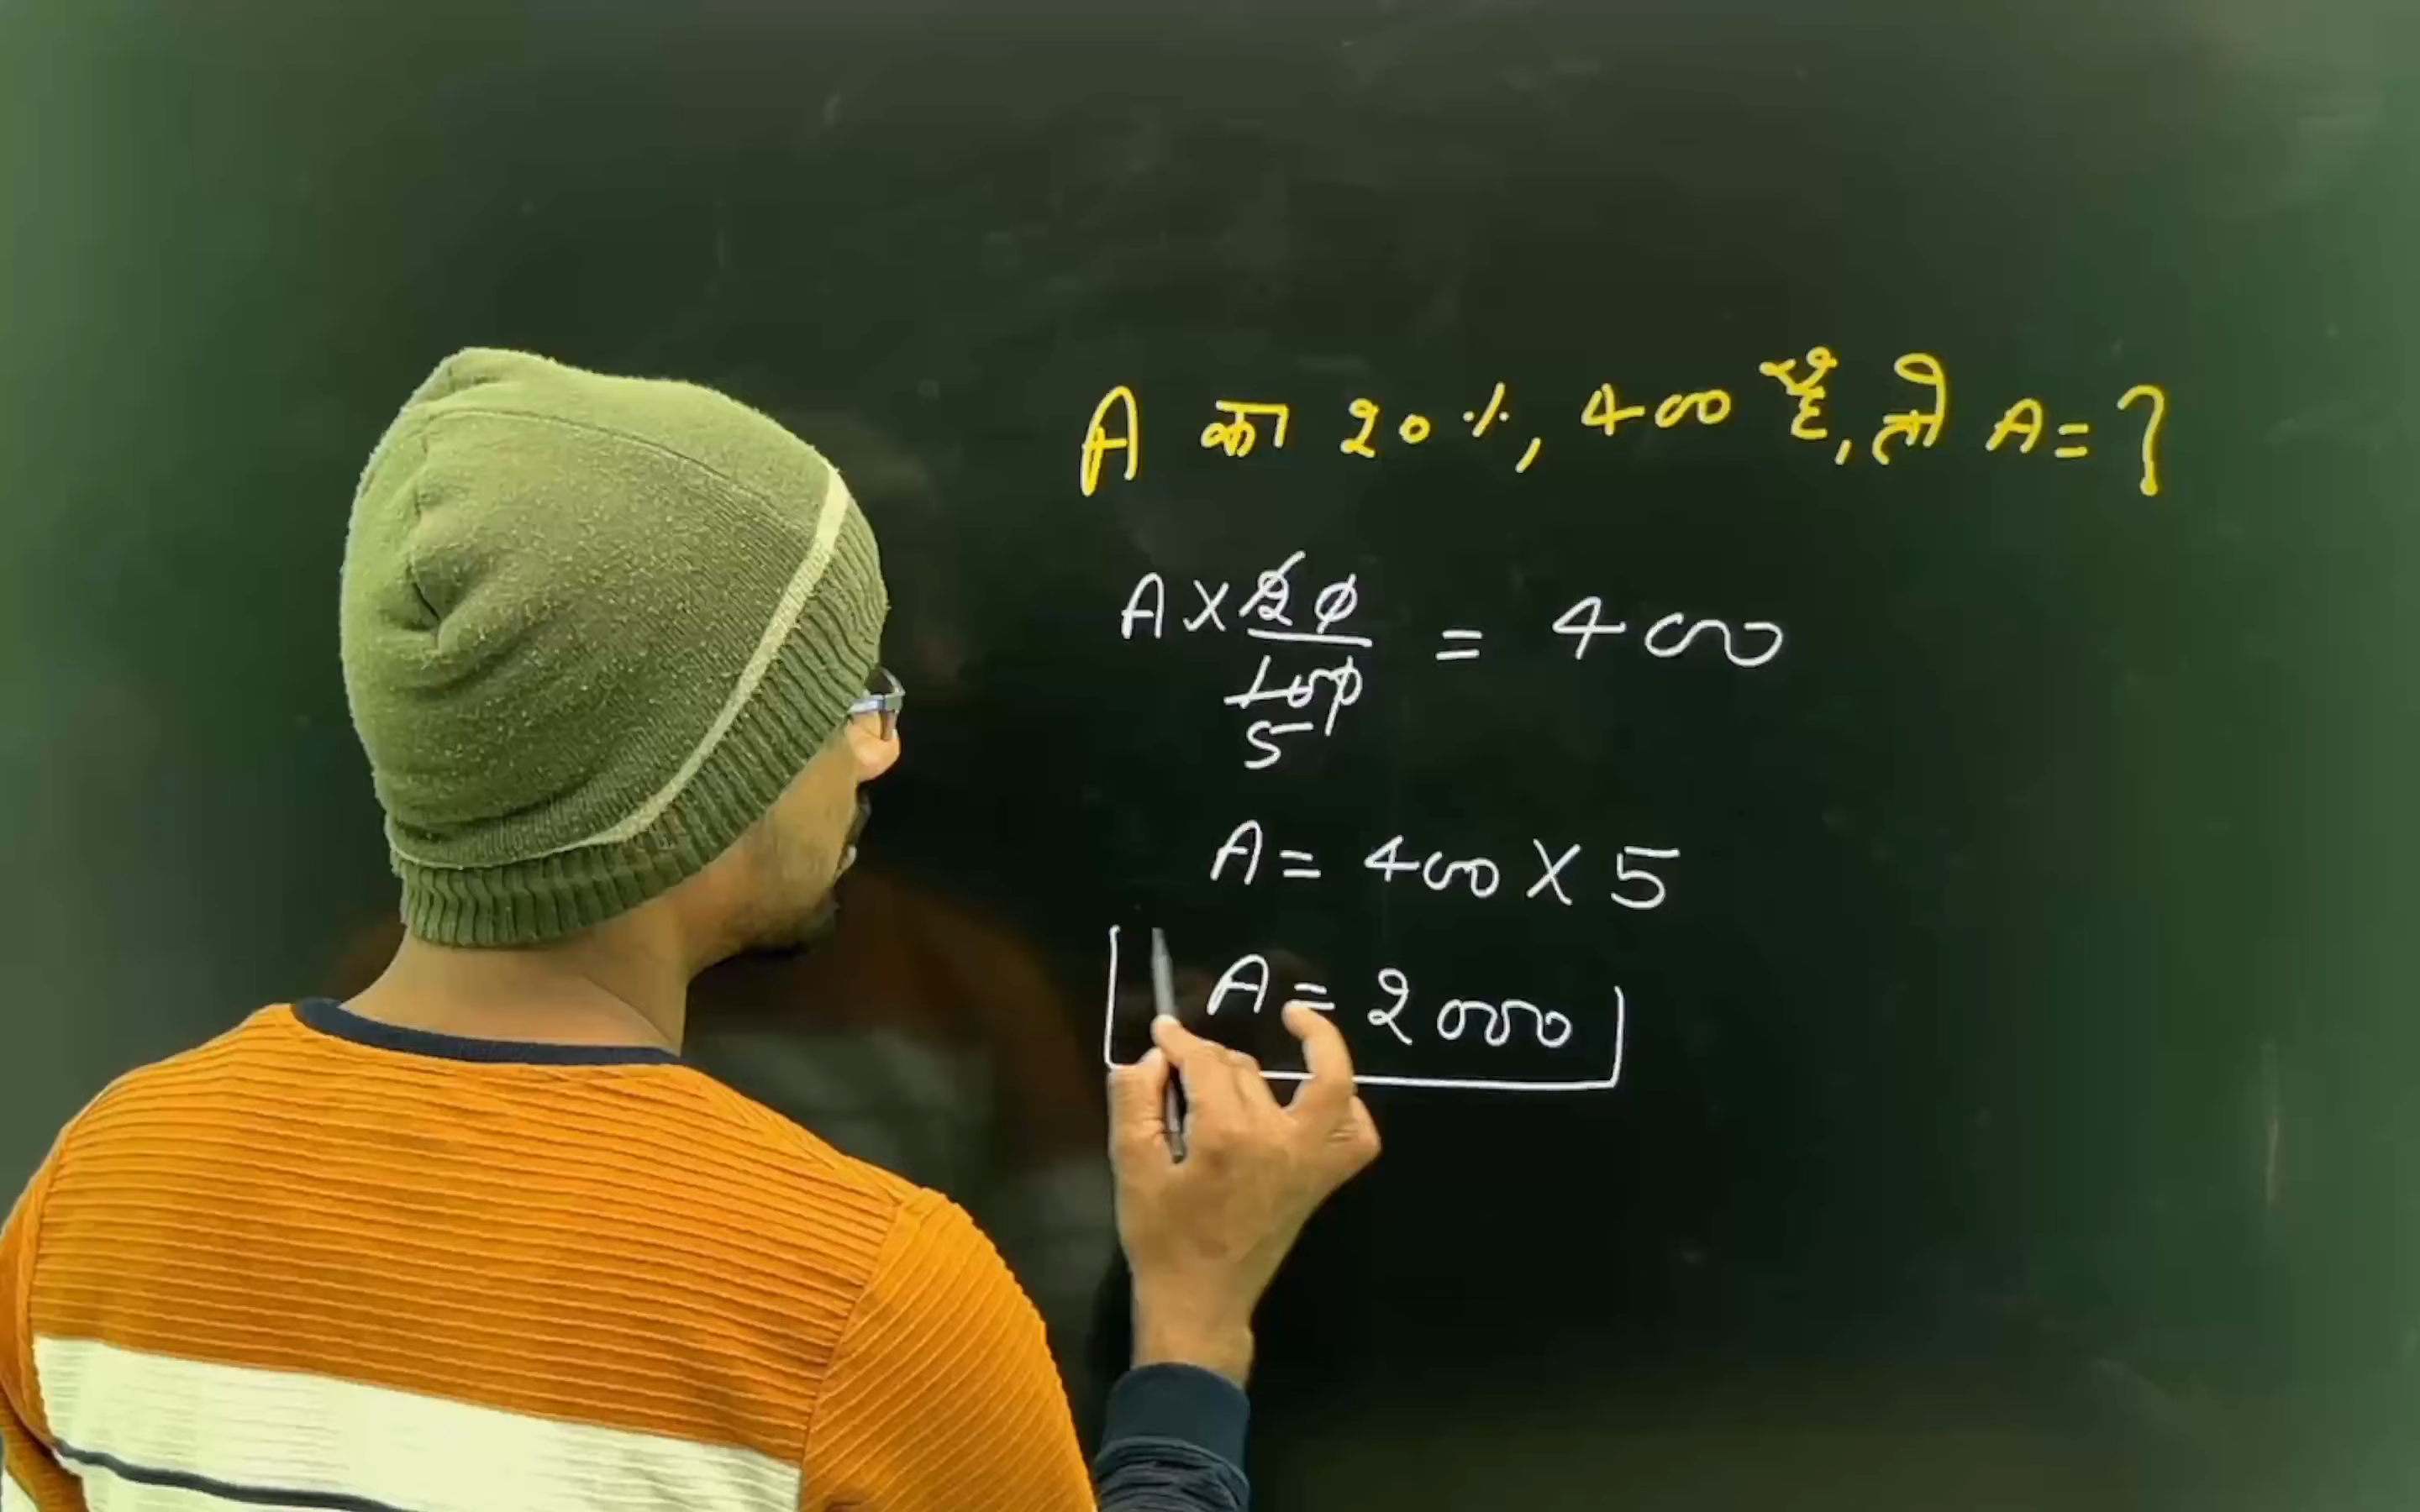 A का 20%, 400 है, तो A = ?
A × 20/100 = 400
5
A = 400 × 5
A = 2000